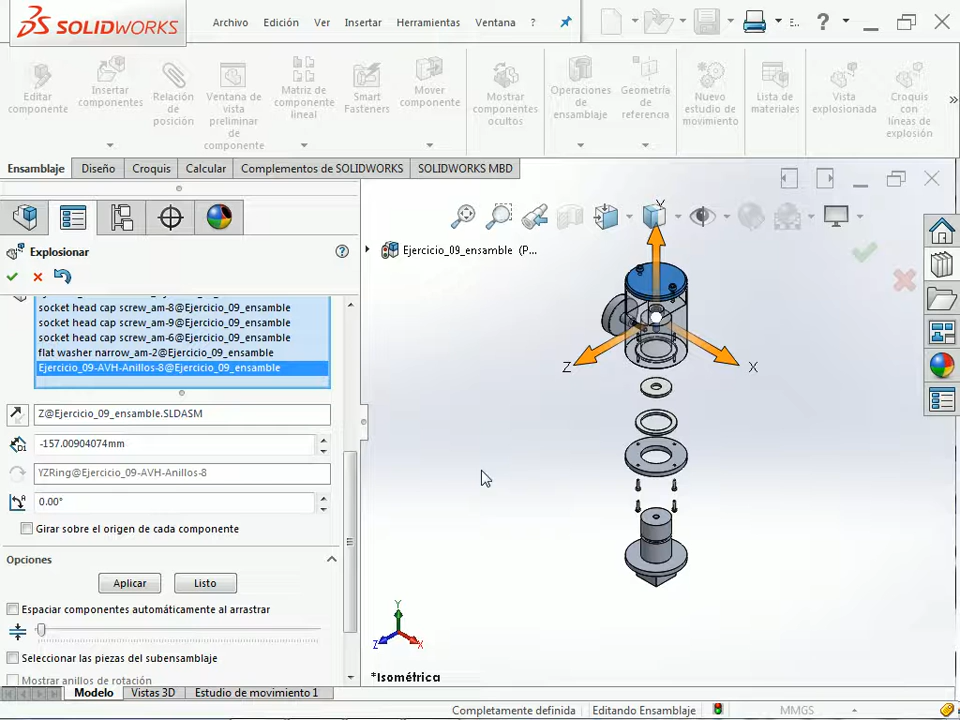 SOLIDWORKS
Archivo Edición Ver Insertar Herramientas Ventana ?
E..
?
Editar componente
Insertar componentes
Relación de posición
Ventana de vista preliminar de componente
Matriz de componente lineal
Smart Fasteners
Mover componente
Mostrar componentes ocultos
Operaciones de ensamblaje
Geometría de referencia
Nuevo estudio de movimiento
Lista de materiales
Vista explosionada
Croquis con líneas de explosión
»
Ensamblaje Diseño Croquis Calcular Complementos de SOLIDWORKS SOLIDWORKS MBD
Explosionar
?
Ejercicio_09_ensamble (P...
socket head cap screw_am-8@Ejercicio_09_ensamble
socket head cap screw_am-9@Ejercicio_09_ensamble
socket head cap screw_am-6@Ejercicio_09_ensamble
flat washer narrow_am-2@Ejercicio_09_ensamble
Ejercicio_09-AVH-Anillos-8@Ejercicio_09_ensamble
Z@Ejercicio_09_ensamble.SLDASM
D1
-157.00904074mm
YZRing@Ejercicio_09-AVH-Anillos-8
0.00°
Girar sobre el origen de cada componente
Opciones
Aplicar Listo
Espaciar componentes automáticamente al arrastrar
Seleccionar las piezas del subensamblaje
Mostrar anillos de rotación
Y
Z
X
Y
Z
X
*Isométrica
Modelo Vistas 3D Estudio de movimiento 1
Completamente definida Editando Ensamblaje MMGS